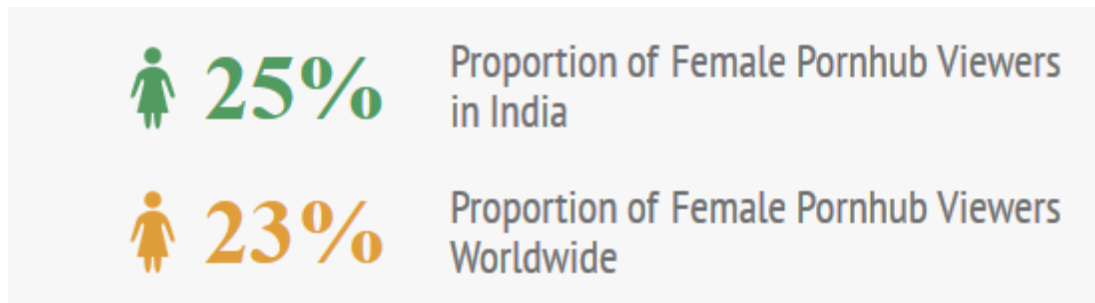 25% Proportion of Female Pornhub Viewers
in India
23% Proportion of Female Pornhub Viewers
Worldwide